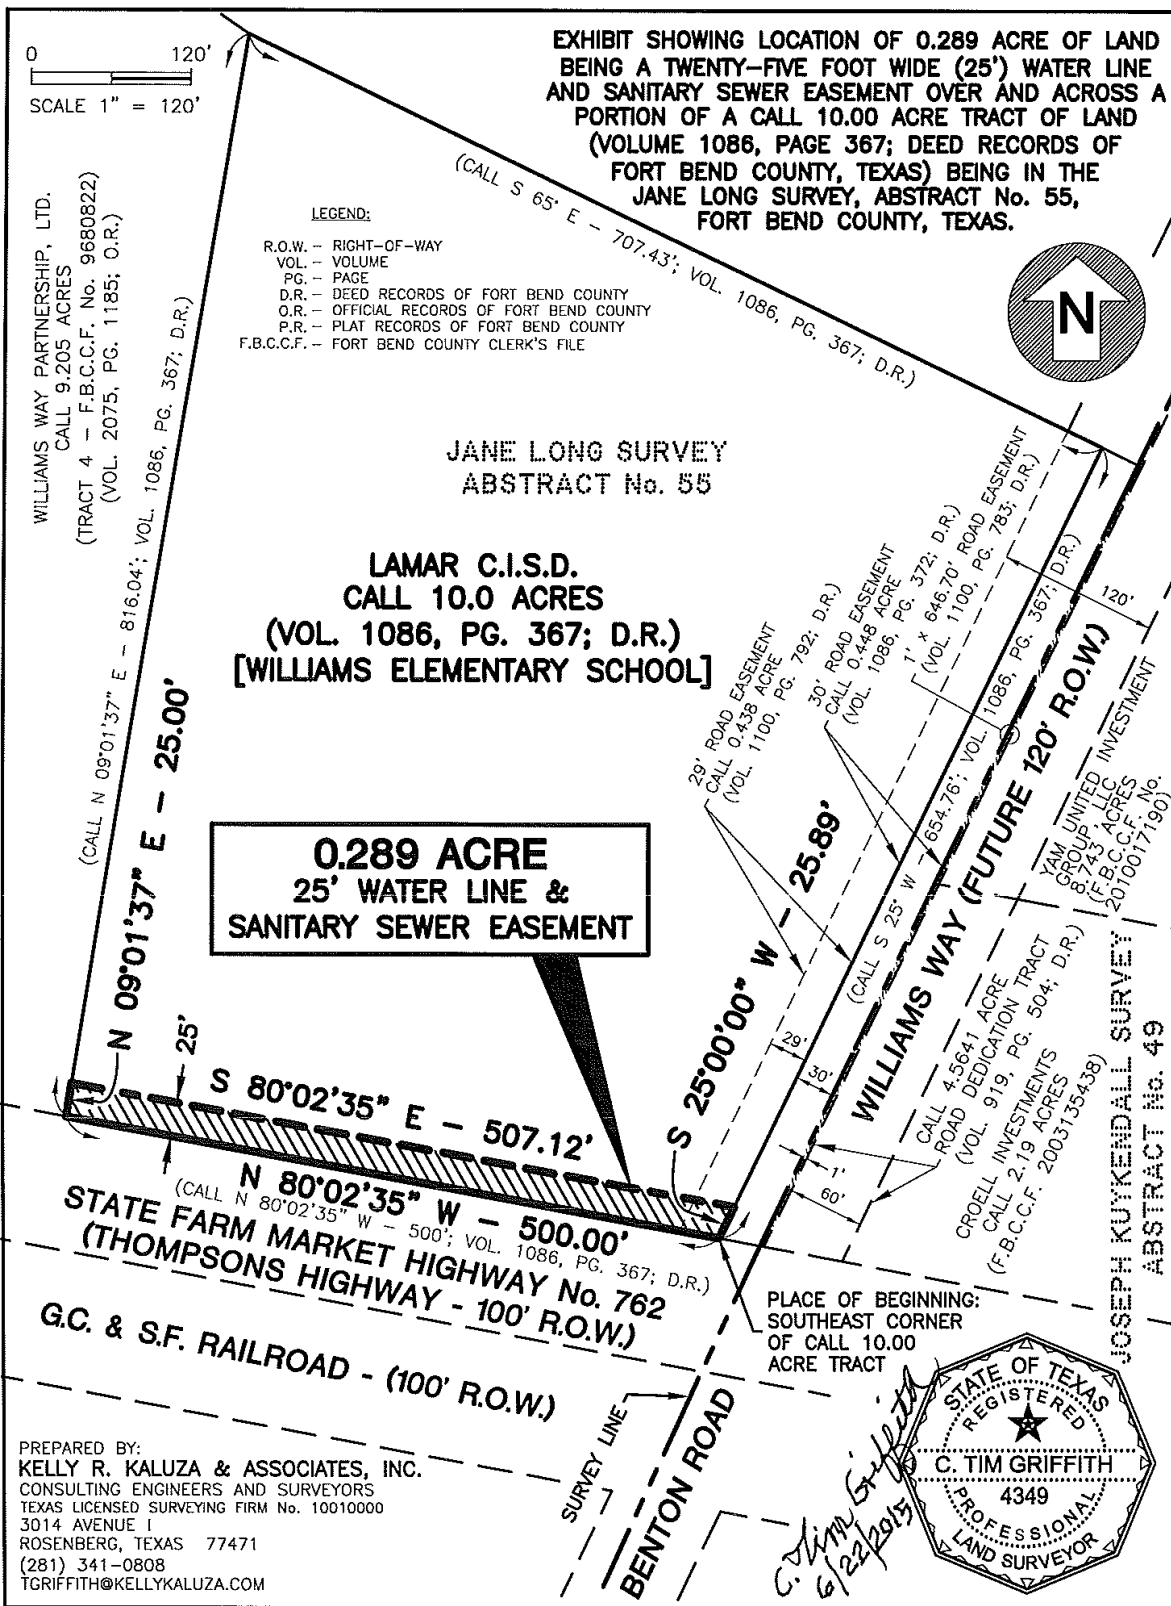 0 120'
SCALE 1" = 120'
EXHIBIT SHOWING LOCATION OF 0.289 ACRE OF LAND
BEING A TWENTY-FIVE FOOT WIDE (25') WATER LINE
AND SANITARY SEWER EASEMENT OVER AND ACROSS A
PORTION OF A CALL 10.00 ACRE TRACT OF LAND
(VOLUME 1086, PAGE 367; DEED RECORDS OF
FORT BEND COUNTY, TEXAS) BEING IN THE
JANE LONG SURVEY, ABSTRACT No. 55,
FORT BEND COUNTY, TEXAS.
N
WILLIAMS WAY PARTNERSHIP, LTD.
CALL 9.205 ACRES
(TRACT 4 - F.B.C.C.F. No. 9680822)
(VOL. 2075, PG. 1185; O.R.)
LEGEND:
R.O.W. - RIGHT-OF-WAY
VOL. - VOLUME
PG. - PAGE
D.R. - DEED RECORDS OF FORT BEND COUNTY
O.R. - OFFICIAL RECORDS OF FORT BEND COUNTY
P.R. - PLAT RECORDS OF FORT BEND COUNTY
F.B.C.C.F. - FORT BEND COUNTY CLERK'S FILE
(CALL S 65° E - 707.43'; VOL. 1086, PG. 367; D.R.)
(CALL N 09°01'37" E - 816.04'; VOL. 1086, PG. 367; D.R.)
JANE LONG SURVEY
ABSTRACT No. 55
LAMAR C.I.S.D.
CALL 10.0 ACRES
(VOL. 1086, PG. 367; D.R.)
[WILLIAMS ELEMENTARY SCHOOL]
29' ROAD EASEMENT
CALL 0.438 ACRE
(VOL. 1100, PG. 792; D.R.)
30' ROAD EASEMENT
CALL 0.448 ACRE
(VOL. 1086, PG. 372; D.R.)
1' x 646.70' ROAD EASEMENT
(VOL. 1100, PG. 783; D.R.)
(CALL S 25° W - 654.76'; VOL. 1086, PG. 367; D.R.)
120'
WILLIAMS WAY (FUTURE 120' R.O.W.)
YAM UNITED INVESTMENT
GROUP, LLC
8.743 ACRES
(F.B.C.C.F. No.
2010017190)
0.289 ACRE
25' WATER LINE &
SANITARY SEWER EASEMENT
N 09°01'37" E - 25.00'
25'
S 80°02'35" E - 507.12'
S 25°00'00" W - 25.89'
29'
30'
1'
60'
CALL 4.5641 ACRE
ROAD DEDICATION TRACT
(VOL. 919, PG. 504; D.R.)
CROELL INVESTMENTS
CALL 2.19 ACRES
(F.B.C.C.F. 2003135438)
JOSEPH KUYKENDALL SURVEY
ABSTRACT No. 49
N 80°02'35" W - 500.00'
(CALL N 80°02'35" W - 500'; VOL. 1086, PG. 367; D.R.)
STATE FARM MARKET HIGHWAY No. 762
(THOMPSONS HIGHWAY - 100' R.O.W.)
G.C. & S.F. RAILROAD - (100' R.O.W.)
PLACE OF BEGINNING:
SOUTHEAST CORNER
OF CALL 10.00
ACRE TRACT
SURVEY LINE
BENTON ROAD
PREPARED BY:
KELLY R. KALUZA & ASSOCIATES, INC.
CONSULTING ENGINEERS AND SURVEYORS
TEXAS LICENSED SURVEYING FIRM No. 10010000
3014 AVENUE I
ROSENBERG, TEXAS 77471
(281) 341-0808
TGRIFFITH@KELLYKALUZA.COM
C. Tim Griffith
6/22/2015
STATE OF TEXAS
REGISTERED
C. TIM GRIFFITH
4349
PROFESSIONAL
LAND SURVEYOR